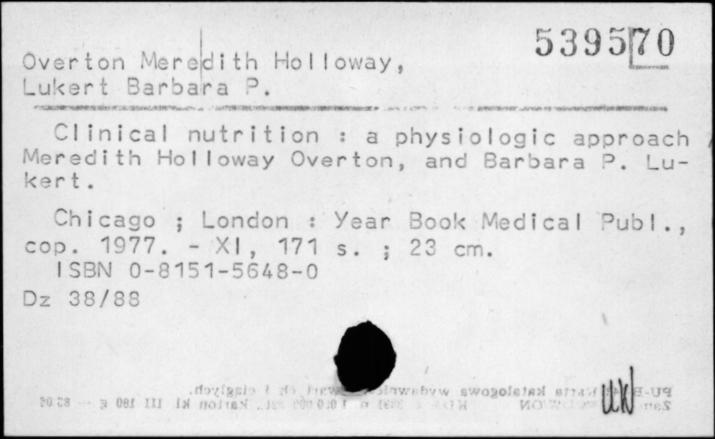 539570
Overton Meredith Holloway,
Lukert Barbara P.
Clinical nutrition : a physiologic approach /
Meredith Holloway Overton, and Barbara P. Lu-
kert.
Chicago ; London : Year Book Medical Publ.,
cop. 1977. - XI, 171 s. ; 23 cm.
ISBN 0-8151-5648-0
Dz 38/88